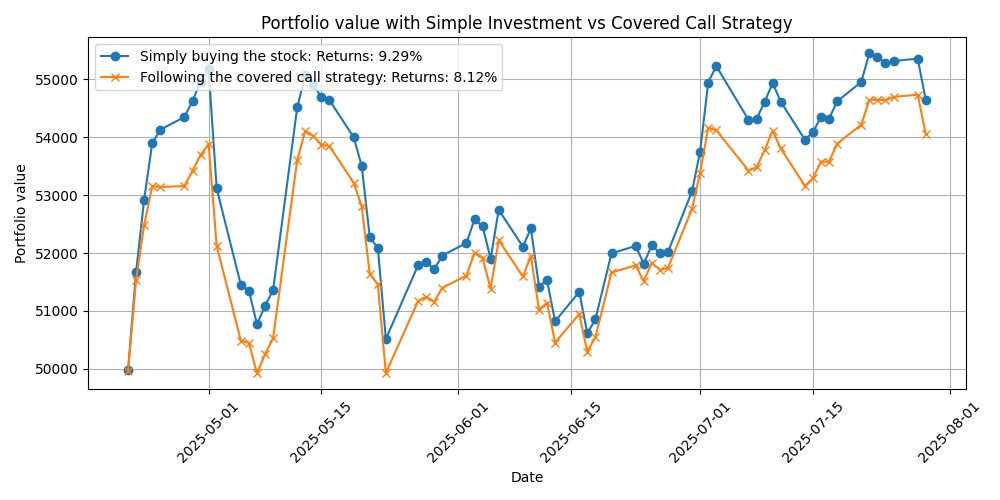 Portfolio value with Simple Investment vs Covered Call Strategy
Simply buying the stock: Returns: 9.29%
Following the covered call strategy: Returns: 8.12%
Portfolio value
55000
54000
53000
52000
51000
50000
2025-05-01
2025-05-15
2025-06-01
2025-06-15
2025-07-01
2025-07-15
2025-08-01
Date